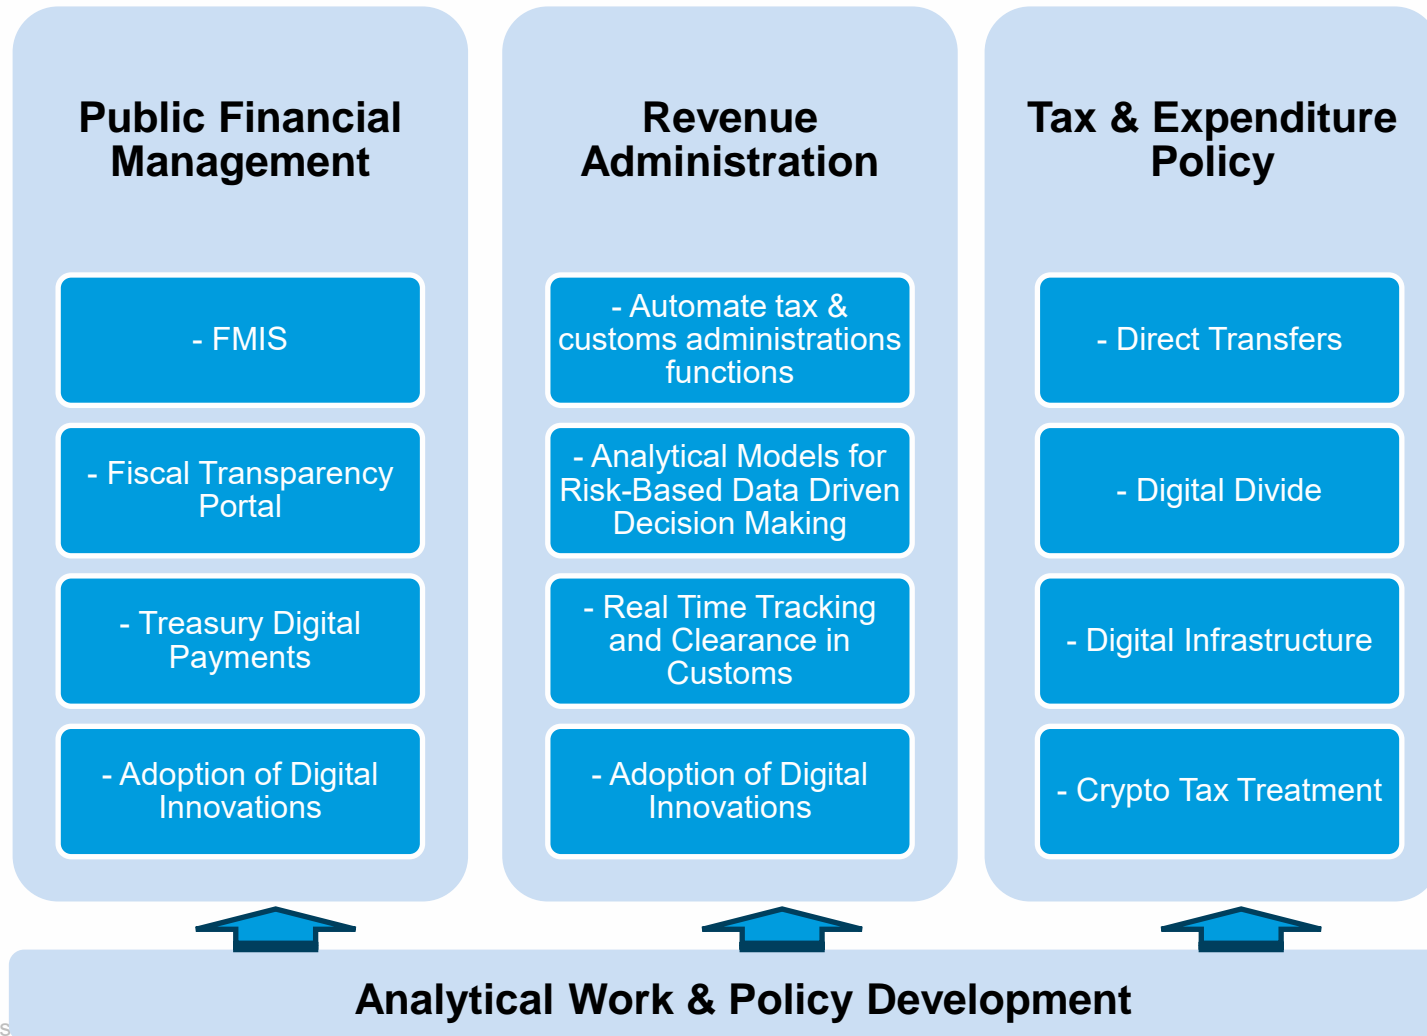 Public Financial
Management
- FMIS
- Fiscal Transparency
Portal
- Treasury Digital
Payments
- Adoption of Digital
Innovations
Revenue
Administration
- Automate tax &
customs administrations
functions
- Analytical Models for
Risk-Based Data Driven
Decision Making
- Real Time Tracking
and Clearance in
Customs
- Adoption of Digital
Innovations
Tax & Expenditure
Policy
- Direct Transfers
- Digital Divide
- Digital Infrastructure
- Crypto Tax Treatment
Analytical Work & Policy Development